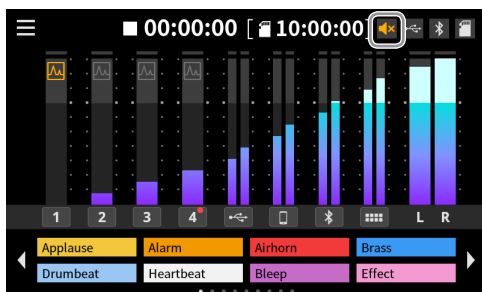 00:00:00 [ 10:00:00]
1 2 3 4 L R
Applause Alarm Airhorn Brass
Drumbeat Heartbeat Bleep Effect